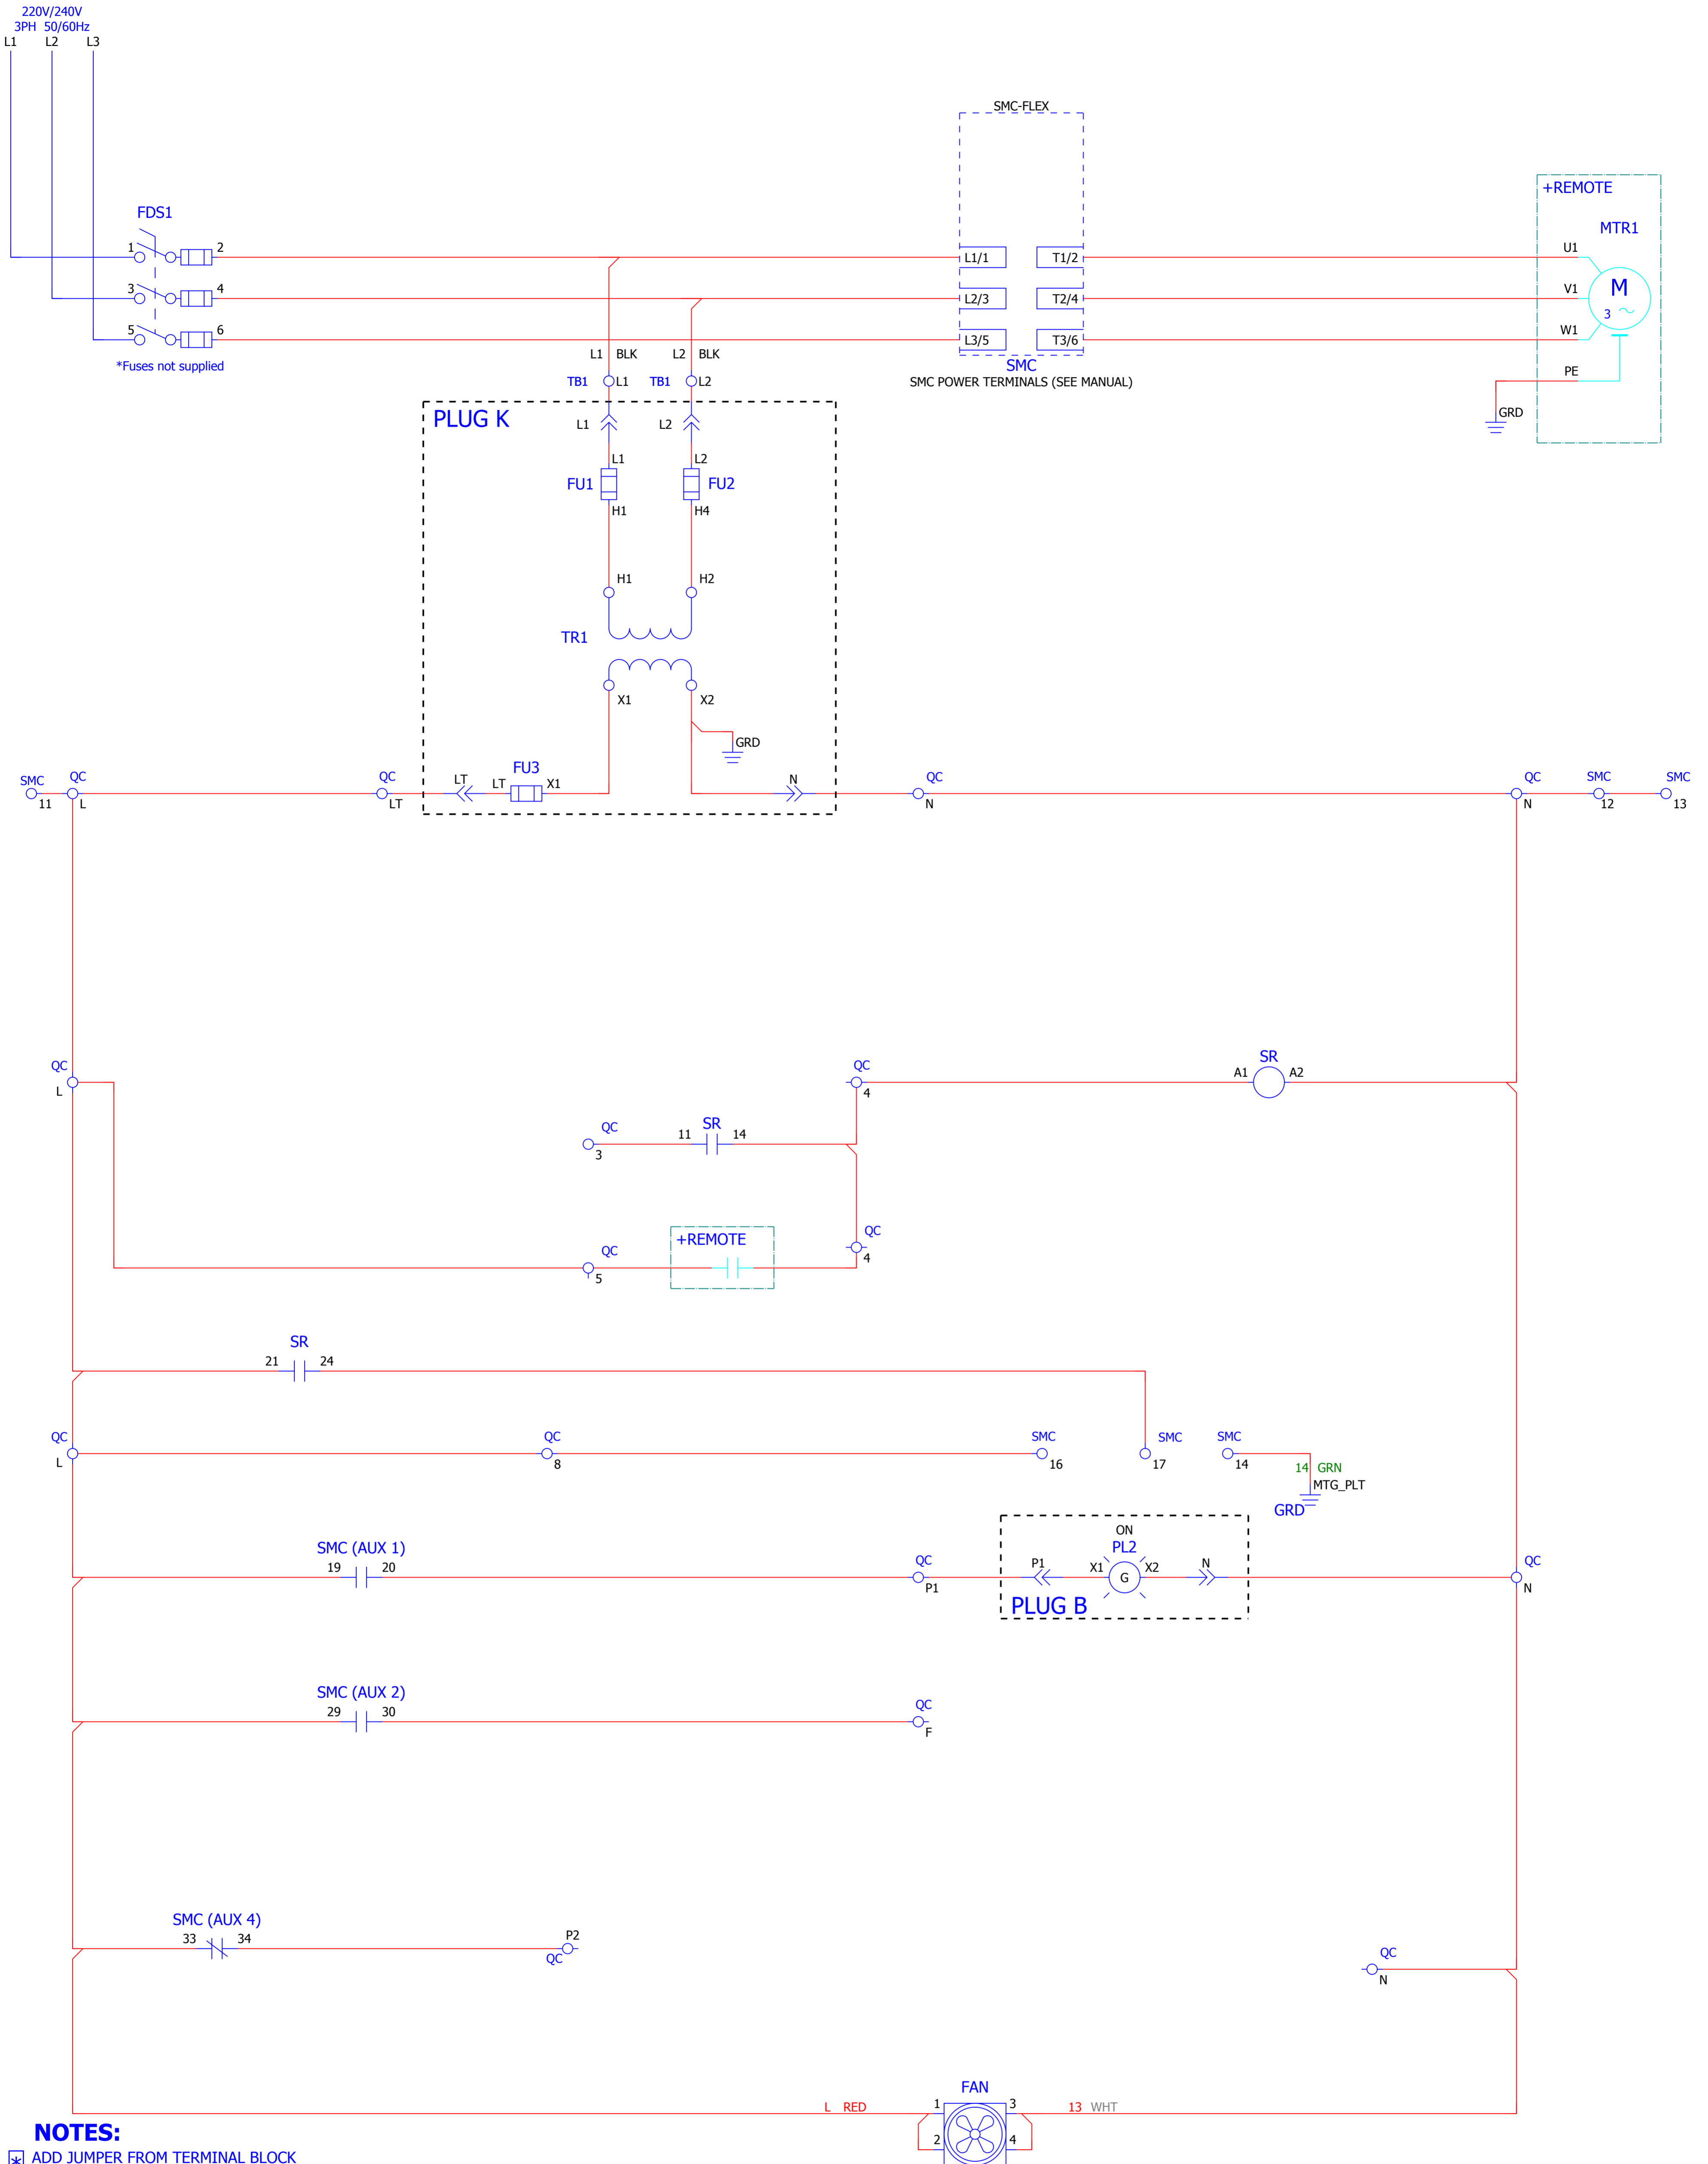 220V/240V
3PH 50/60Hz
L1 L2 L3
SMC-FLEX
+REMOTE
MTR1
FDS1
1 2 L1/1 T1/2 U1
3 4 L2/3 T2/4 V1
M
3
5 6 L3/5 T3/6 W1
*Fuses not supplied
L1 BLK L2 BLK
SMC
SMC POWER TERMINALS (SEE MANUAL)
PE
TB1 L1 TB1 L2
GRD
PLUG K
L1 L2
L1 L2
FU1 FU2
H1 H4
H1 H2
TR1
X1 X2
GRD
SMC QC QC LT LT FU3 X1 N QC QC SMC SMC
11 L LT N N 12 13
QC QC SR
L 4 A1 A2
QC 11 SR 14
3
+REMOTE QC
QC 4
5
SR
21 24
QC QC SMC SMC SMC
L 8 16 17 14
14 GRN
MTG_PLT
GRD
ON
SMC (AUX 1) PL2
19 20 QC P1 X1 G X2 N QC
P1 N
PLUG B
SMC (AUX 2)
29 30 QC
F
SMC (AUX 4)
33 34 P2
QC
QC
N
FAN
L RED 1 3 13 WHT
2 4
NOTES:
* ADD JUMPER FROM TERMINAL BLOCK